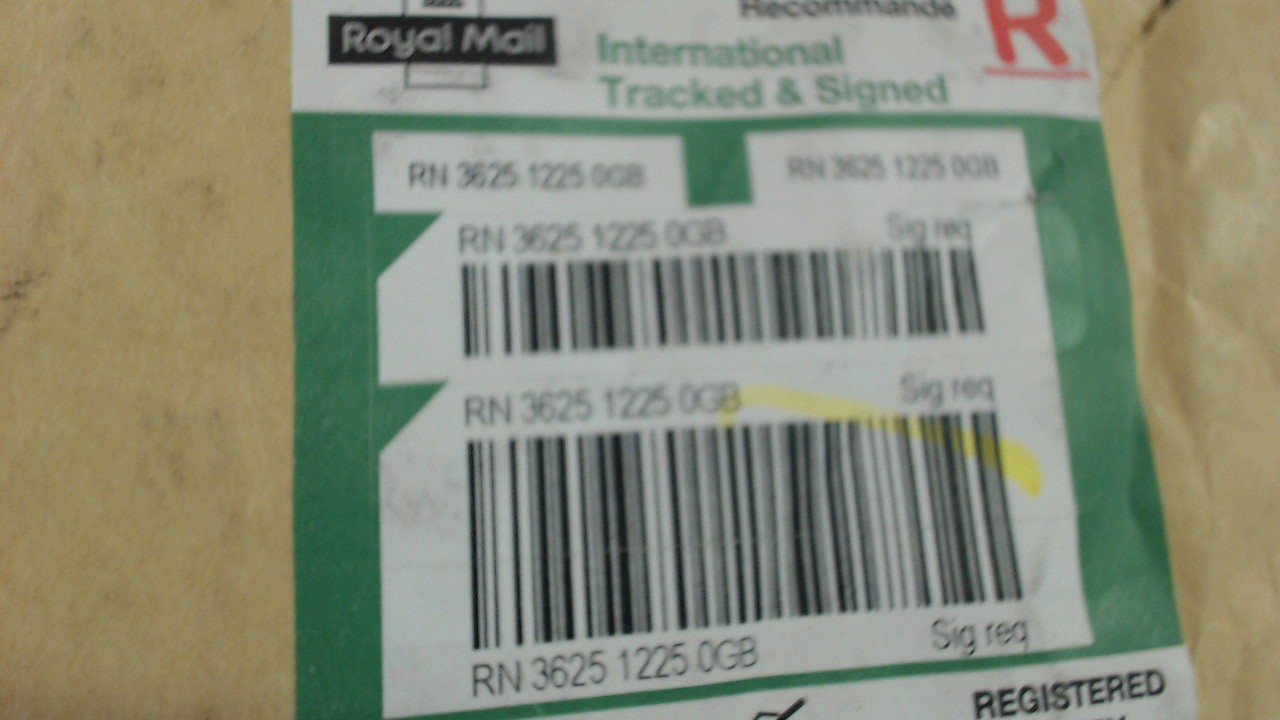 Recommandé
Royal Mail
R
International
Tracked & Signed
RN 3625 1225 0GB
RN 3625 1225 0GB
RN 3625 1225 0GB Sig req
RN 3625 1225 0GB Sig req
RN 3625 1225 0GB Sig req
REGISTERED